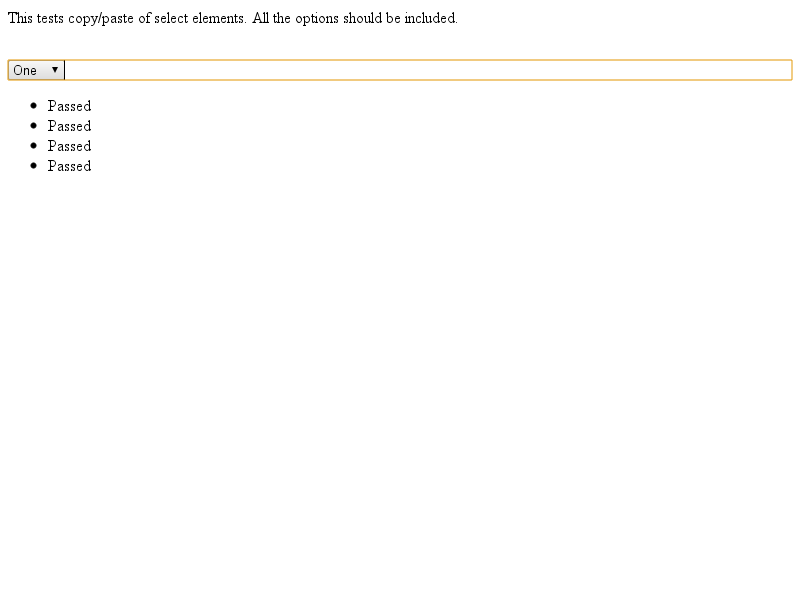 This tests copy/paste of select elements. All the options should be included.
One
Passed
Passed
Passed
Passed